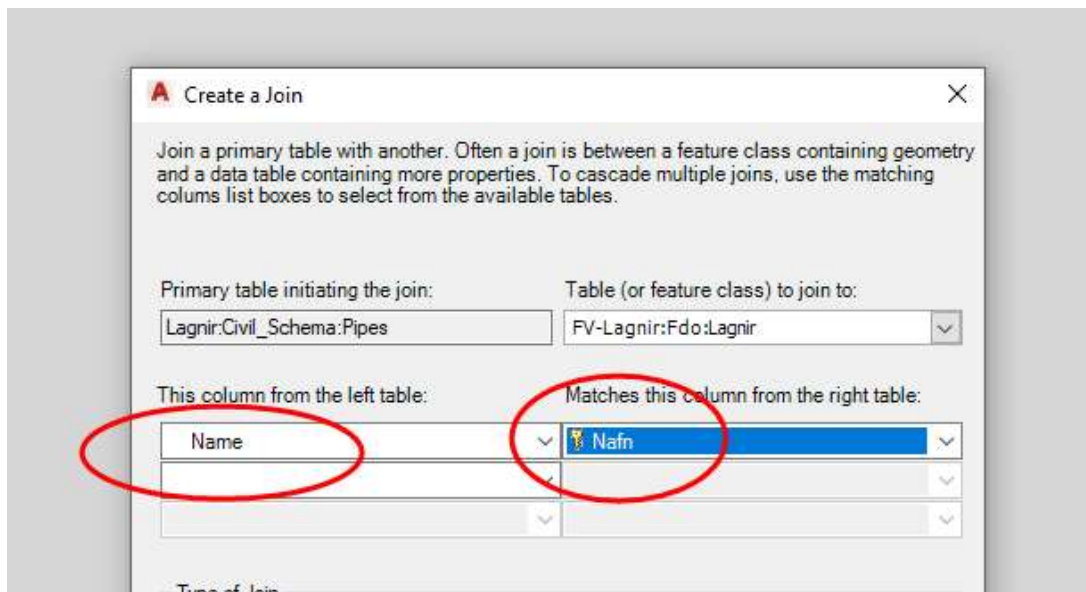 Create a Join
Join a primary table with another. Often a join is between a feature class containing geometry
and a data table containing more properties. To cascade multiple joins, use the matching
colums list boxes to select from the available tables.
Primary table initiating the join:
Table (or feature class) to join to:
Lagnir:Civil_Schema:Pipes
FV-Lagnir:Fdo:Lagnir
This column from the left table:
Matches this column from the right table:
Name
Nafn
Type of Join